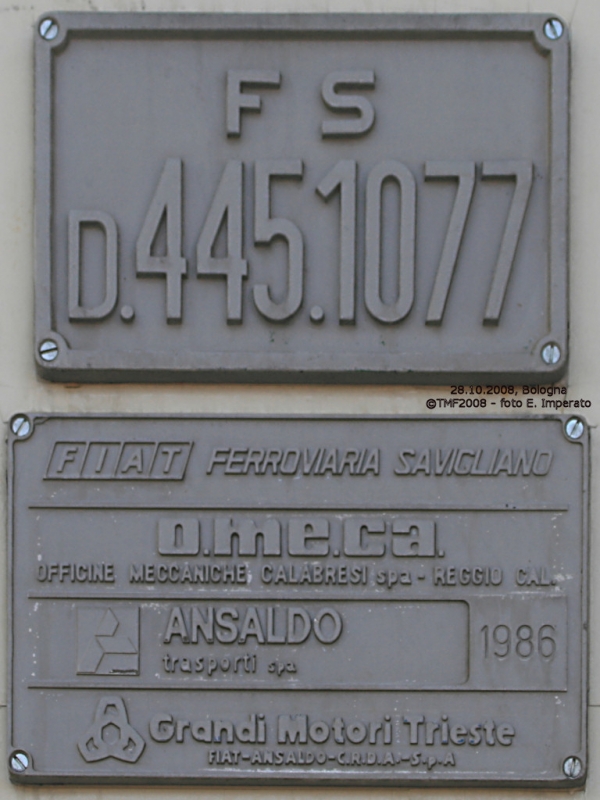 F S
D.445.1077
28.10.2008, Bologna
©TMF2008 - foto E. Imperato
FIAT FERROVIARIA SAVIGLIANO
o.me.ca.
OFFICINE MECCANICHE CALABRESI spa - REGGIO CAL.
ANSALDO
trasporti spa
1986
Grandi Motori Trieste
FIAT-ANSALDO-C.R.D.A.-S.p.A